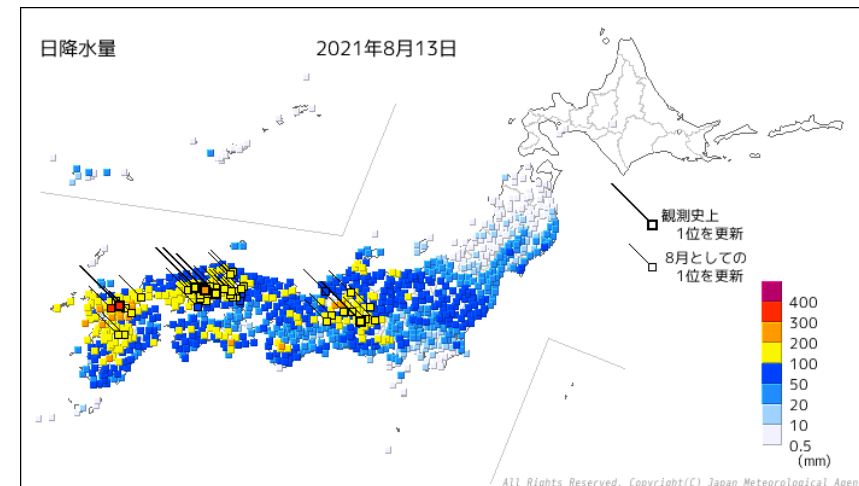 日降水量
2021年8月13日
観測史上
1位を更新
8月としての
1位を更新
400
300
200
100
50
20
10
0.5
(mm)
All Rights Reserved. Copyright(C) Japan Meteorological Agen